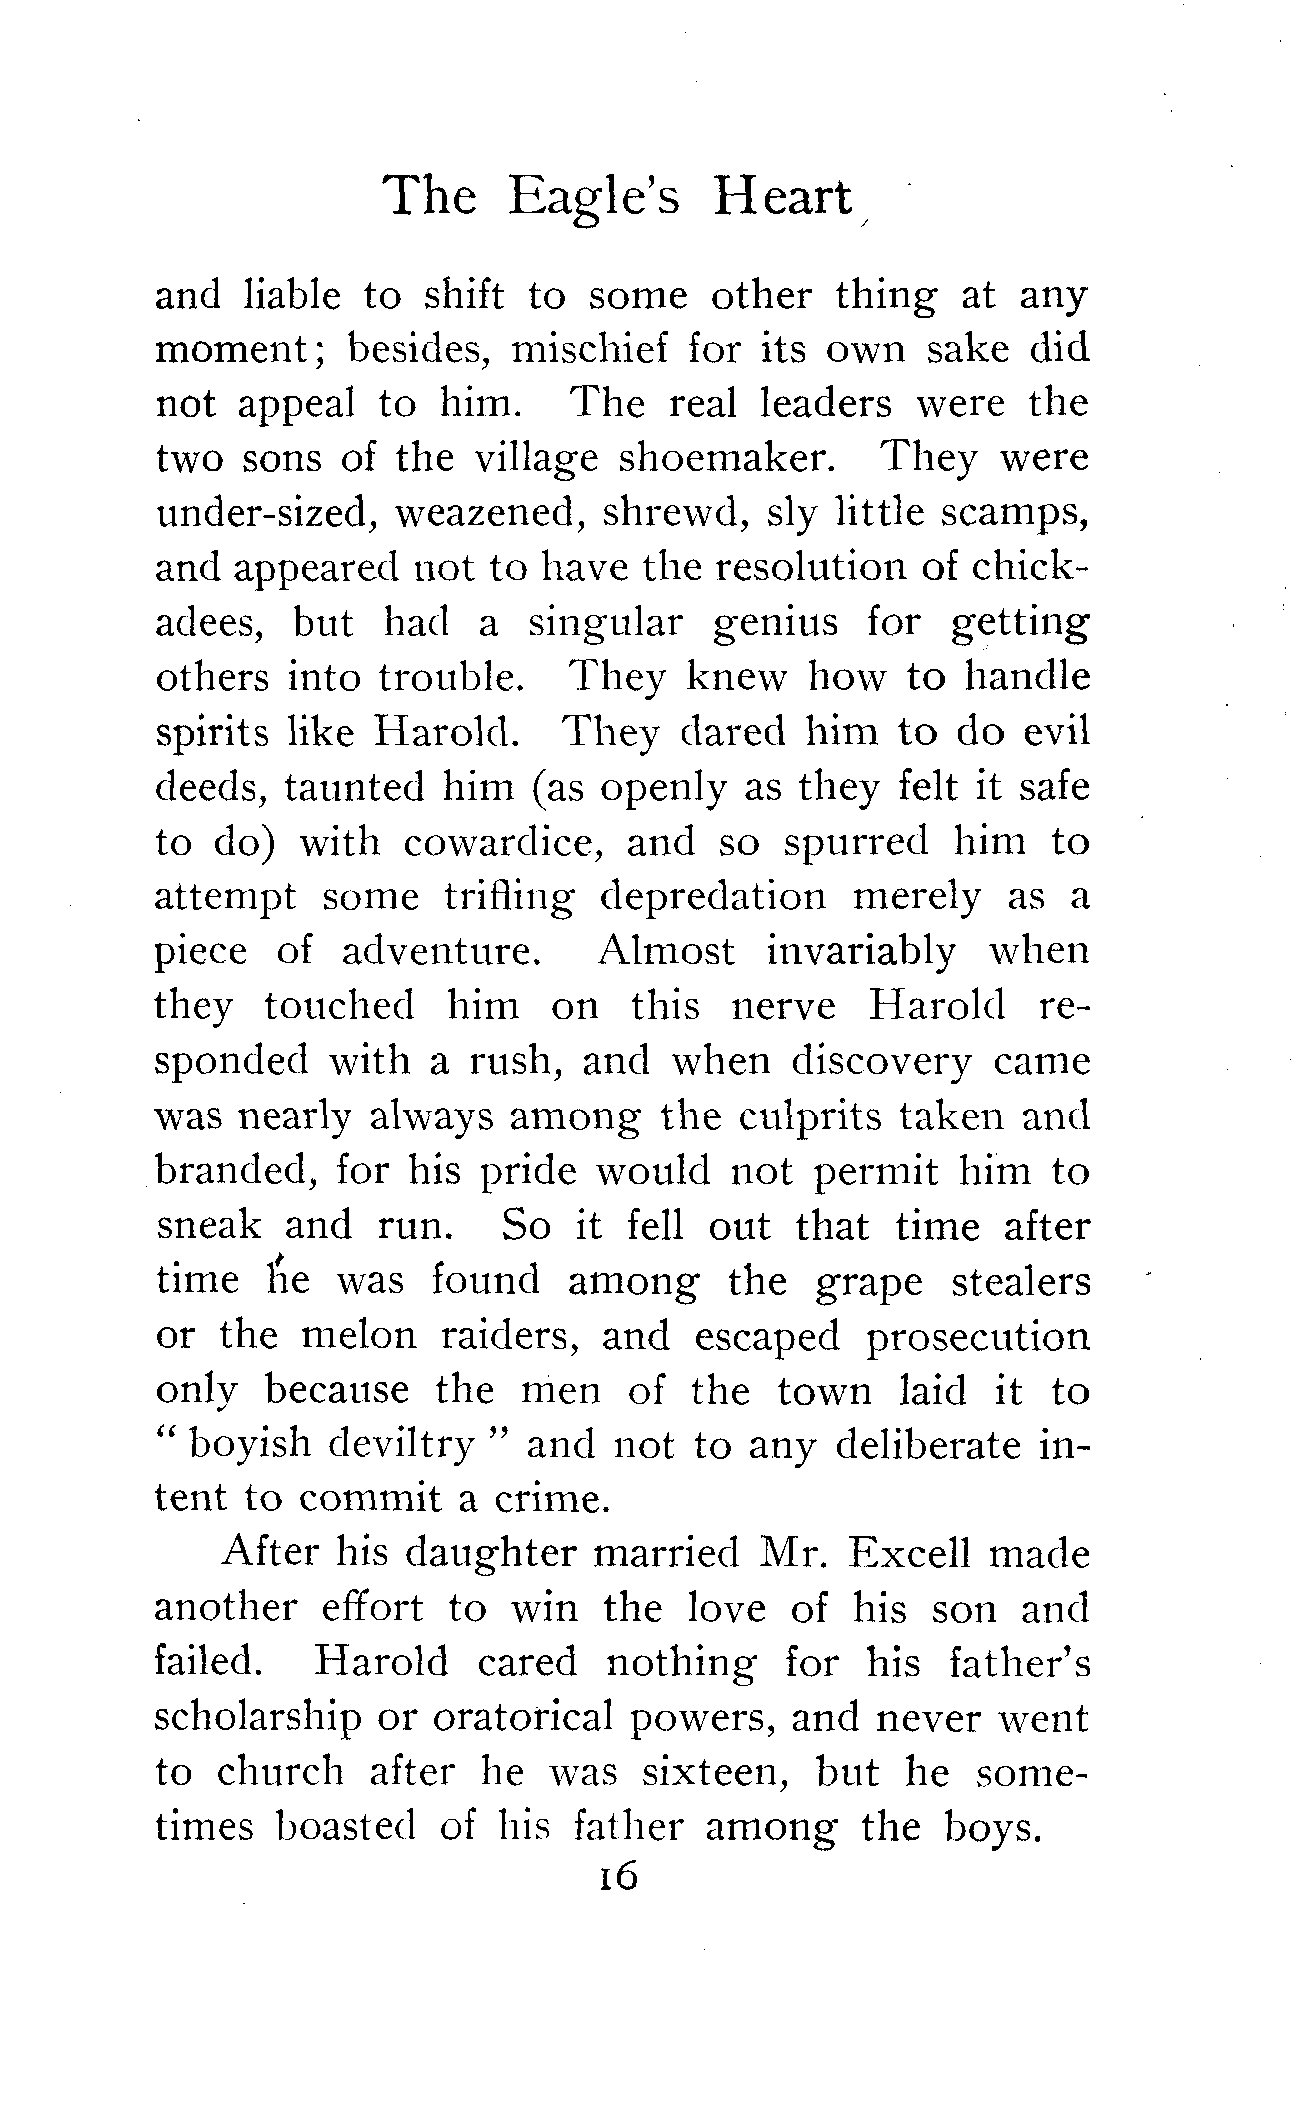 The Eagle's Heart
and liable to shift to some other thing at any
moment; besides, mischief for its own sake did
not appeal to him. The real leaders were the
two sons of the village shoemaker. They were
under-sized, weazened, shrewd, sly little scamps,
and appeared not to have the resolution of chick-
adees, but had a singular genius for getting
others into trouble. They knew how to handle
spirits like Harold. They dared him to do evil
deeds, taunted him (as openly as they felt it safe
to do) with cowardice, and so spurred him to
attempt some trifling depredation merely as a
piece of adventure. Almost invariably when
they touched him on this nerve Harold re-
sponded with a rush, and when discovery came
was nearly always among the culprits taken and
branded, for his pride would not permit him to
sneak and run. So it fell out that time after
time he was found among the grape stealers
or the melon raiders, and escaped prosecution
only because the men of the town laid it to
“ boyish deviltry ” and not to any deliberate in-
tent to commit a crime.
After his daughter married Mr. Excell made
another effort to win the love of his son and
failed. Harold cared nothing for his father's
scholarship or oratorical powers, and never went
to church after he was sixteen, but he some-
times boasted of his father among the boys.
16